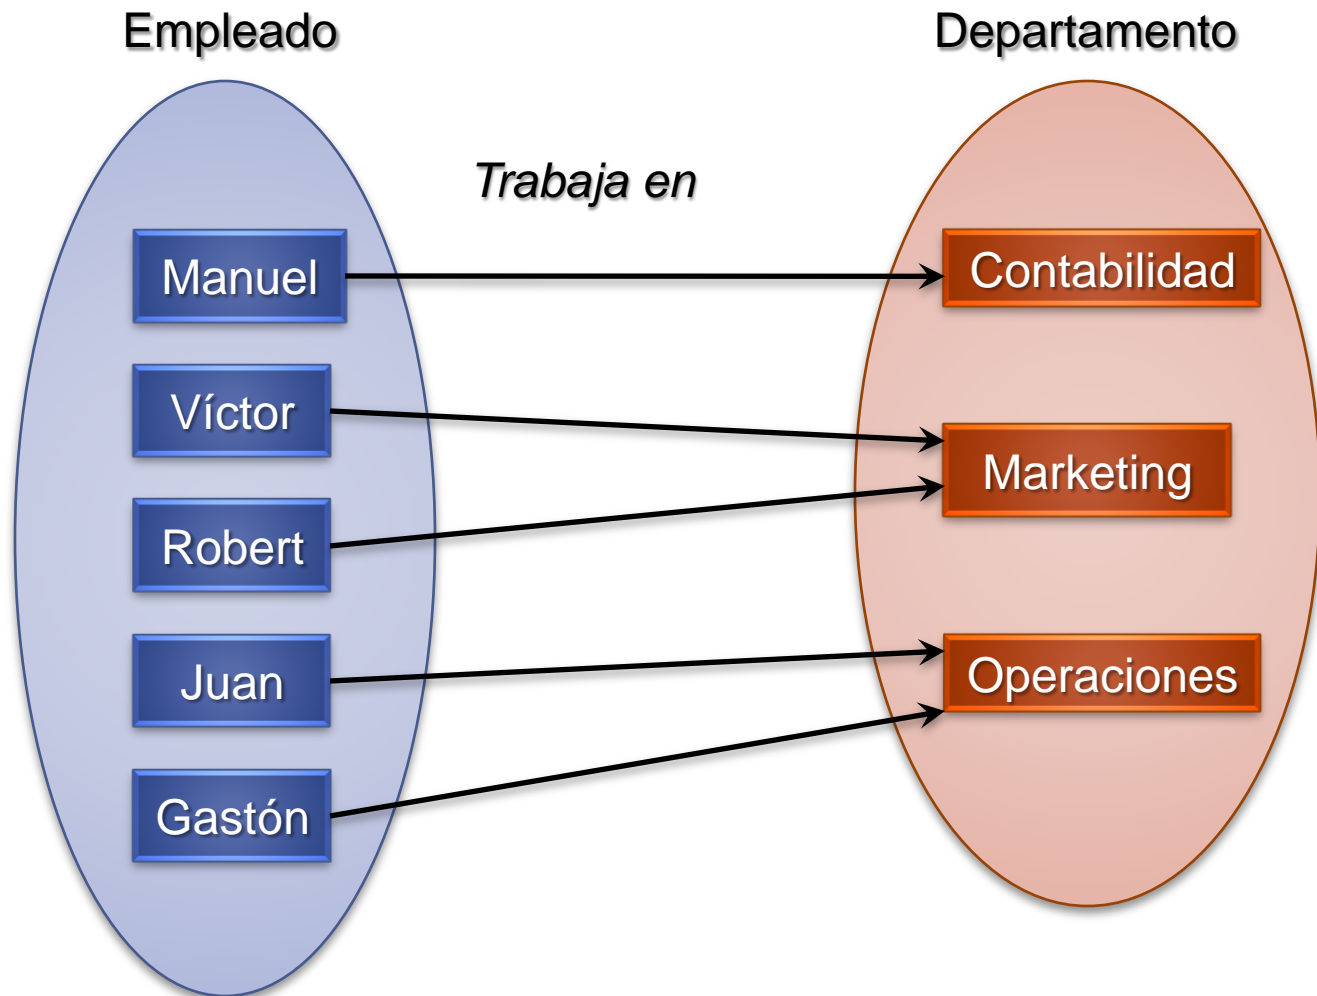 Empleado
Departamento
Trabaja en
Manuel
Contabilidad
Víctor
Marketing
Robert
Juan
Operaciones
Gastón